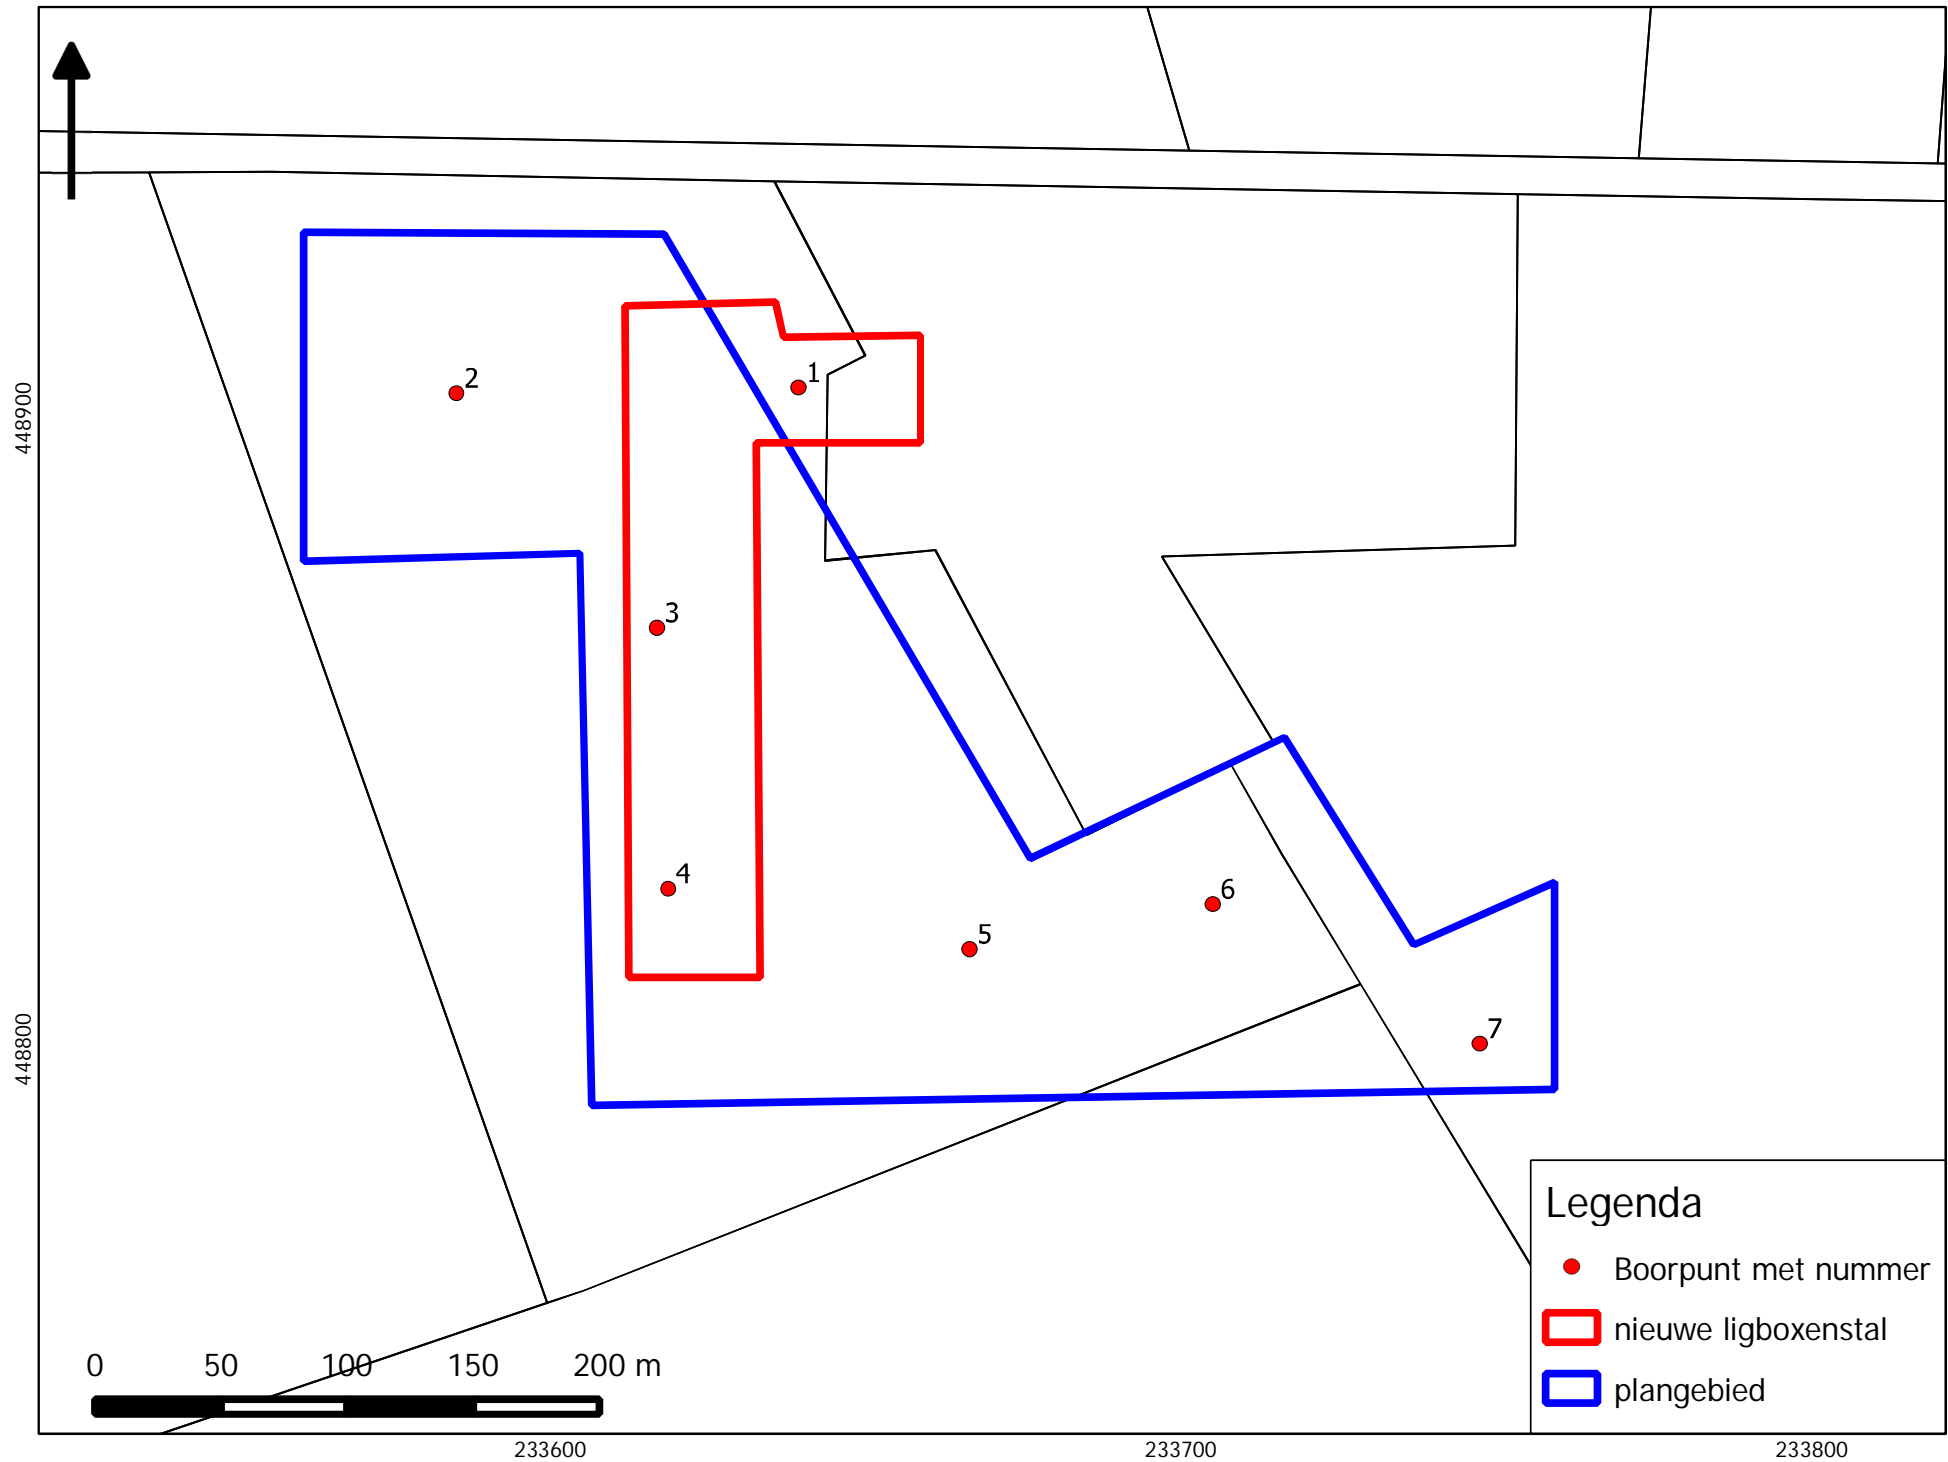 2
1
448900
3
4
6
5
7
448800
Legenda
Boorpunt met nummer
nieuwe ligboxenstal
plangebied
0 50 100 150 200 m
233600 233700 233800